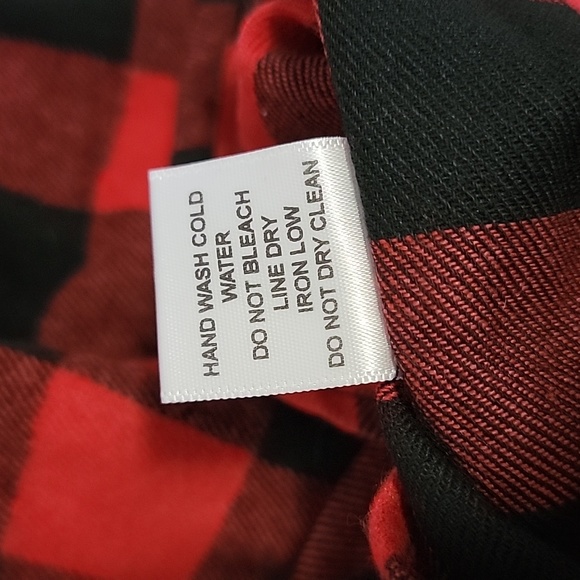 HAND WASH COLD
WATER
DO NOT BLEACH
LINE DRY
IRON LOW
DO NOT DRY CLEAN